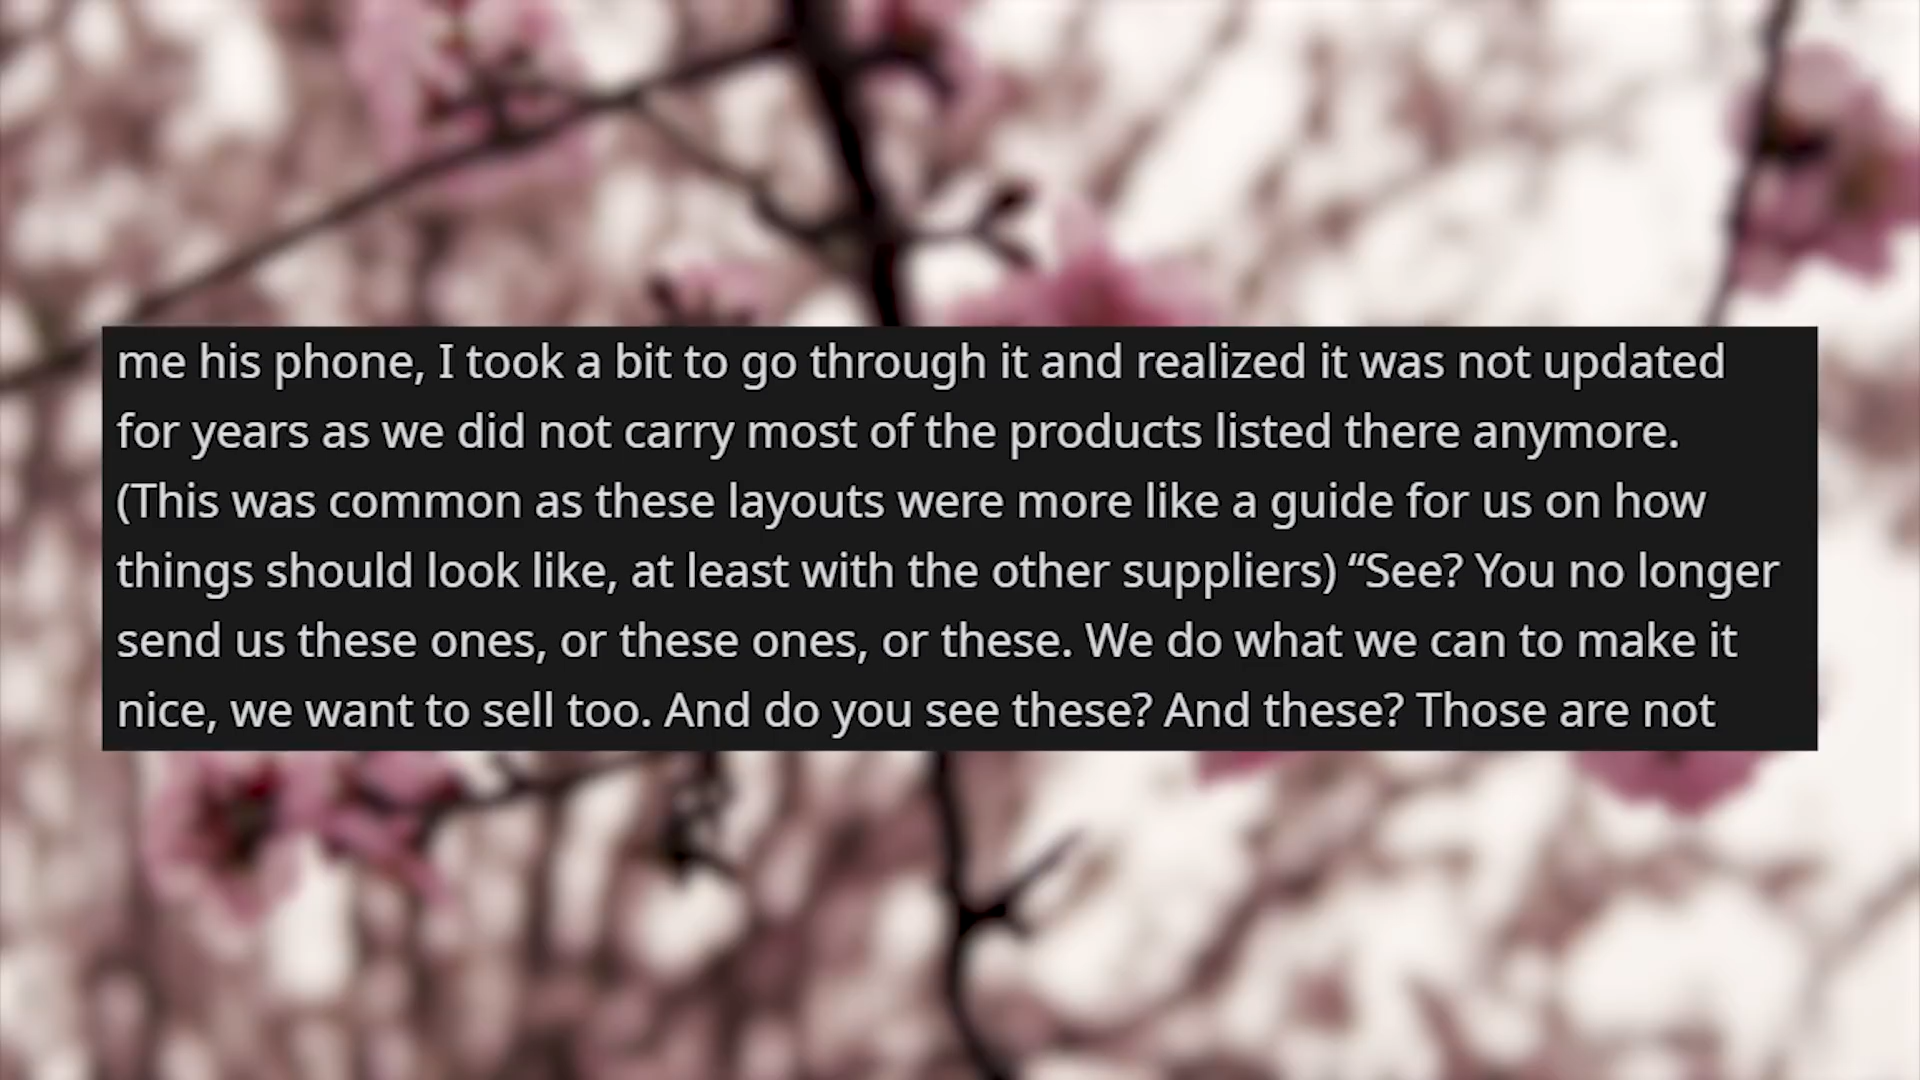 me his phone, I took a bit to go through it and realized it was not updated
for years as we did not carry most of the products listed there anymore.
(This was common as these layouts were more like a guide for us on how
things should look like, at least with the other suppliers) “See? You no longer
send us these ones, or these ones, or these. We do what we can to make it
nice, we want to sell too. And do you see these? And these? Those are not